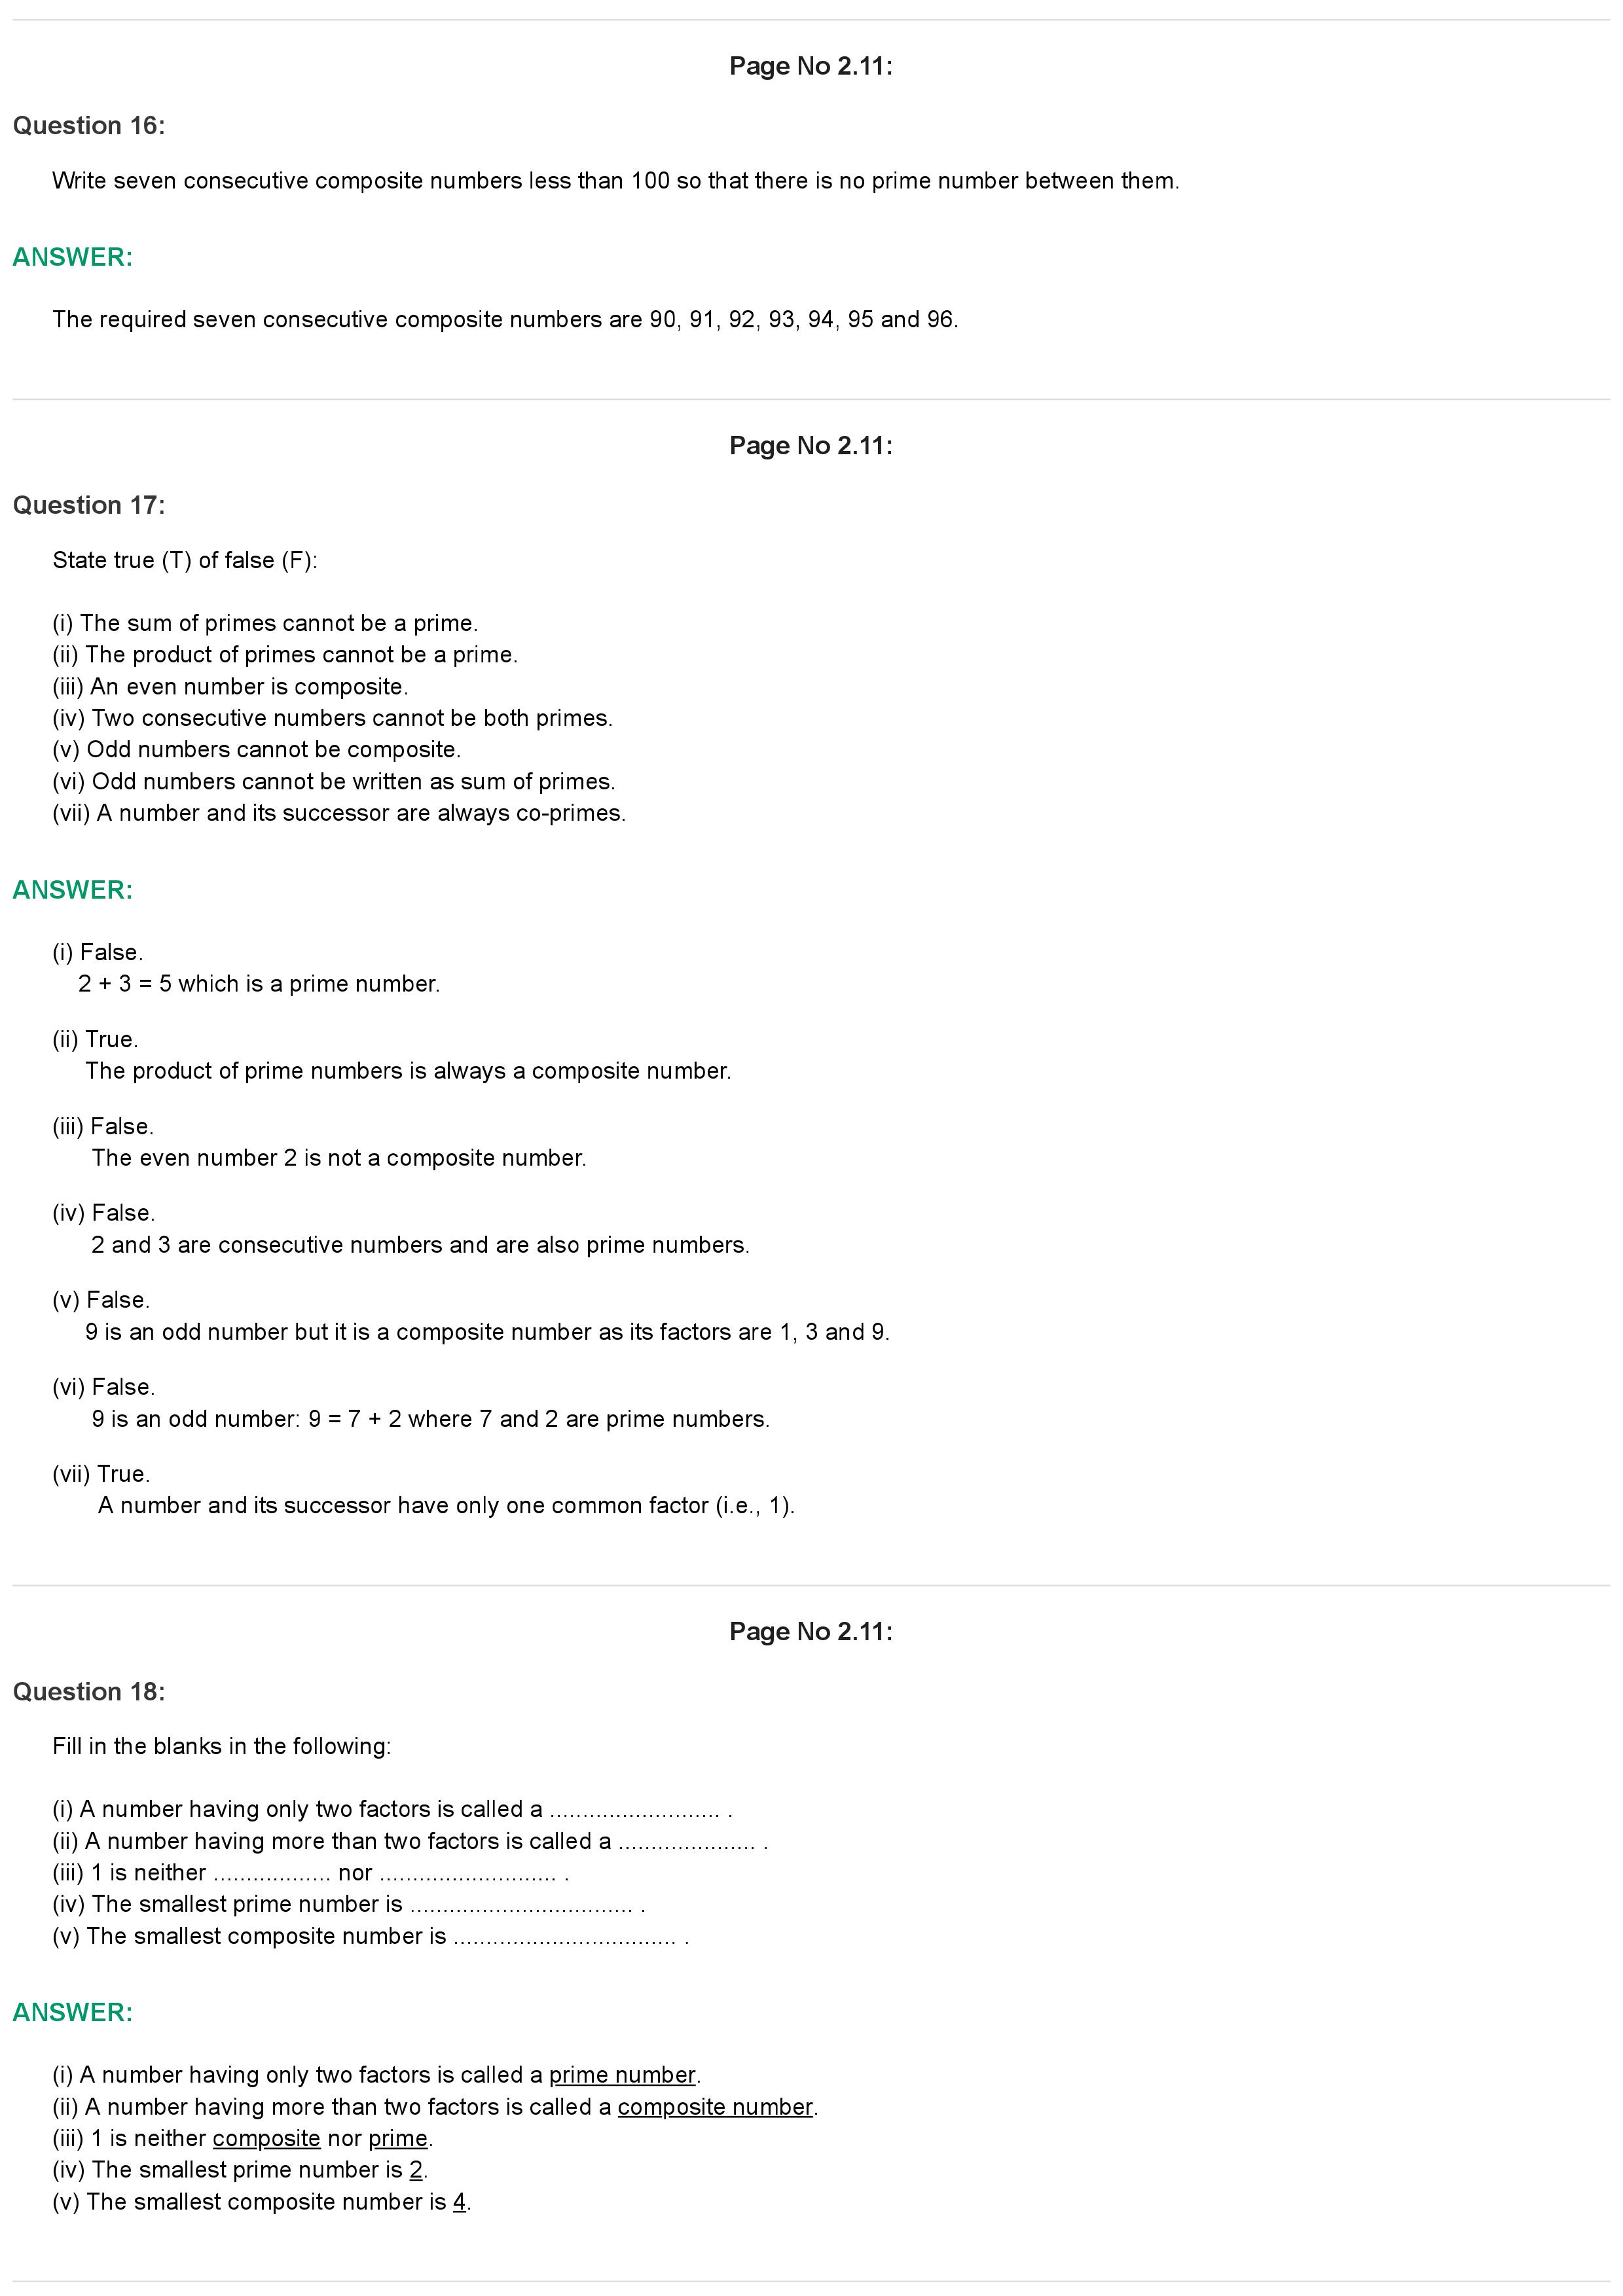 Page No 2.11:
Question 16:
Write seven consecutive composite numbers less than 100 so that there is no prime number between them.
ANSWER:
The required seven consecutive composite numbers are 90, 91, 92, 93, 94, 95 and 96.
Page No 2.11:
Question 17:
State true (T) of false (F):
(i) The sum of primes cannot be a prime.
(ii) The product of primes cannot be a prime.
(iii) An even number is composite.
(iv) Two consecutive numbers cannot be both primes.
(v) Odd numbers cannot be composite.
(vi) Odd numbers cannot be written as sum of primes.
(vii) A number and its successor are always co-primes.
ANSWER:
(i) False.
2 + 3 = 5 which is a prime number.
(ii) True.
The product of prime numbers is always a composite number.
(iii) False.
The even number 2 is not a composite number.
(iv) False.
2 and 3 are consecutive numbers and are also prime numbers.
(v) False.
9 is an odd number but it is a composite number as its factors are 1, 3 and 9.
(vi) False.
9 is an odd number: 9 = 7 + 2 where 7 and 2 are prime numbers.
(vii) True.
A number and its successor have only one common factor (i.e., 1).
Page No 2.11:
Question 18:
Fill in the blanks in the following:
(i) A number having only two factors is called a .......................... .
(ii) A number having more than two factors is called a ..................... .
(iii) 1 is neither .................. nor ........................... .
(iv) The smallest prime number is .................................. .
(v) The smallest composite number is .................................. .
ANSWER:
(i) A number having only two factors is called a prime number.
(ii) A number having more than two factors is called a composite number.
(iii) 1 is neither composite nor prime.
(iv) The smallest prime number is 2.
(v) The smallest composite number is 4.